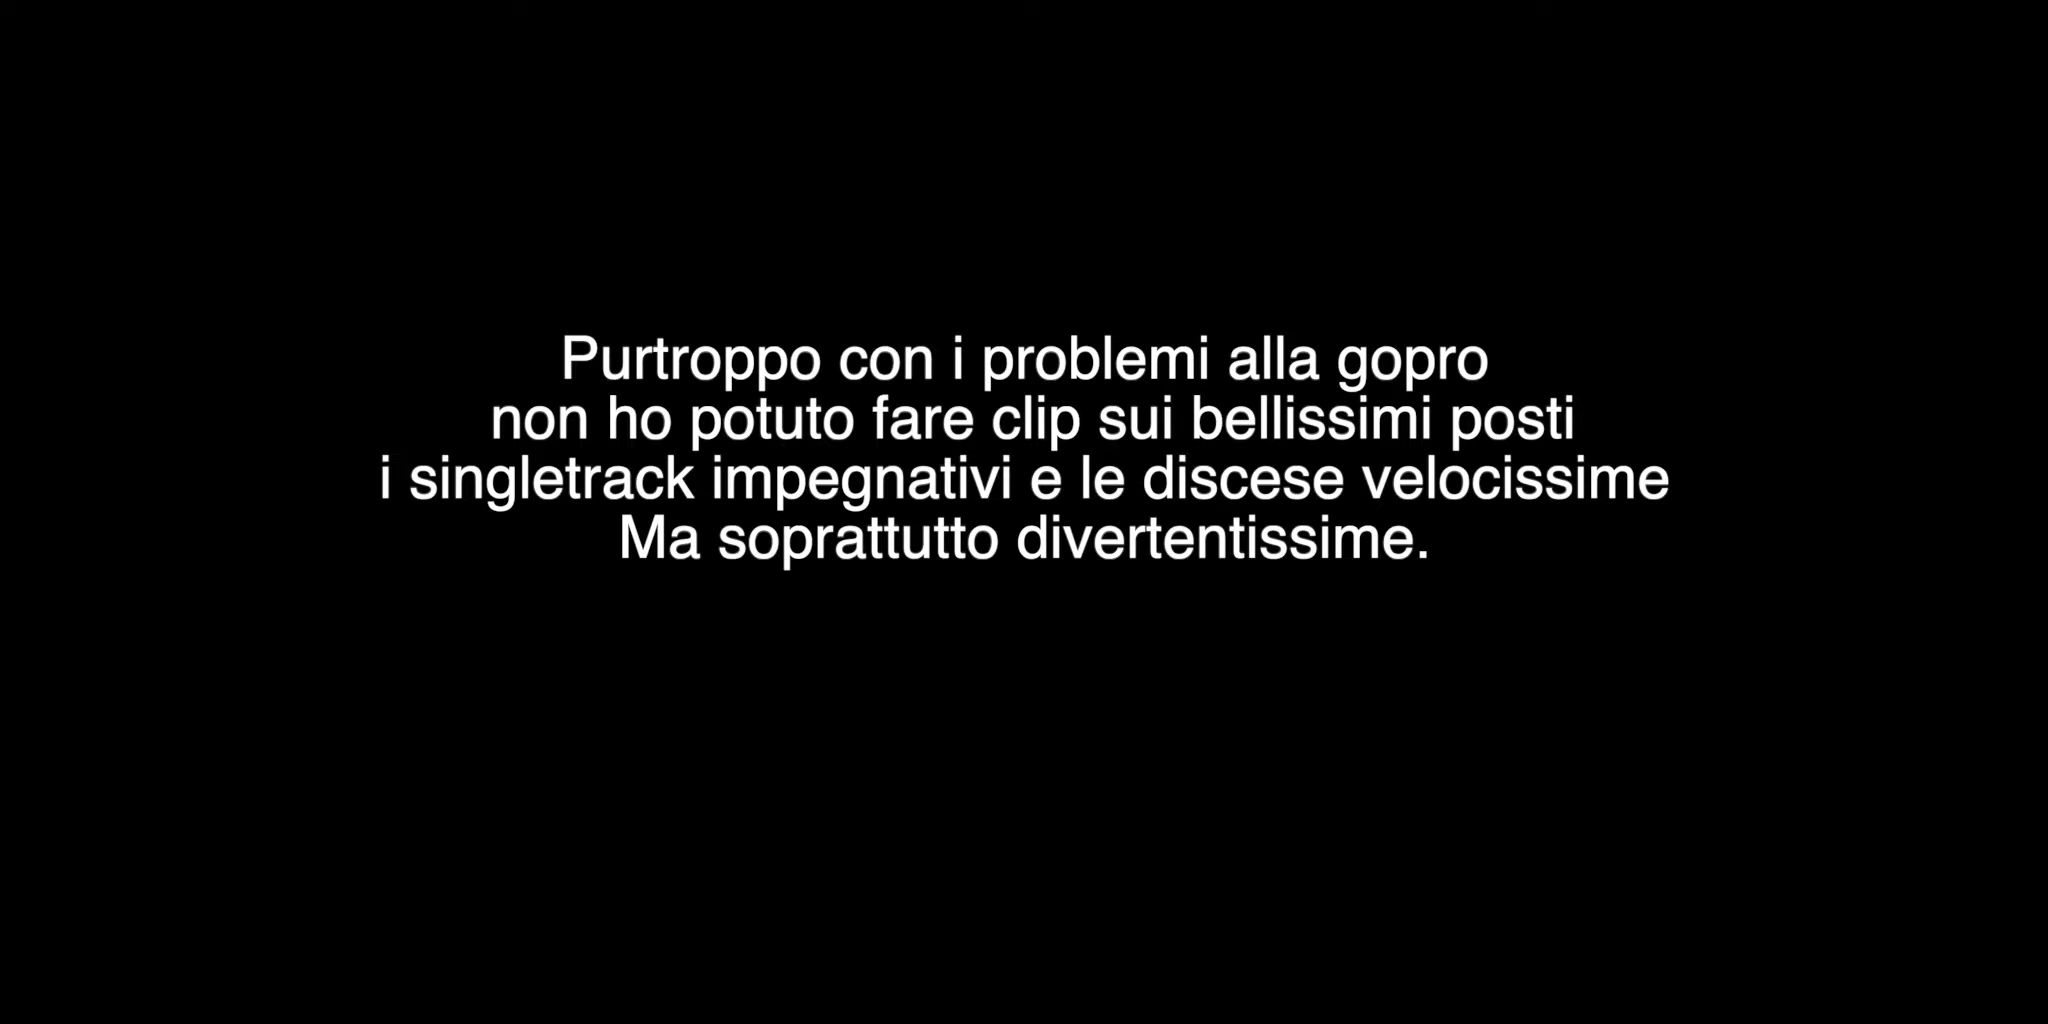 Purtroppo con i problemi alla gopro
non ho potuto fare clip sui bellissimi posti
i singletrack impegnativi e le discese velocissime
Ma soprattutto divertentissime.